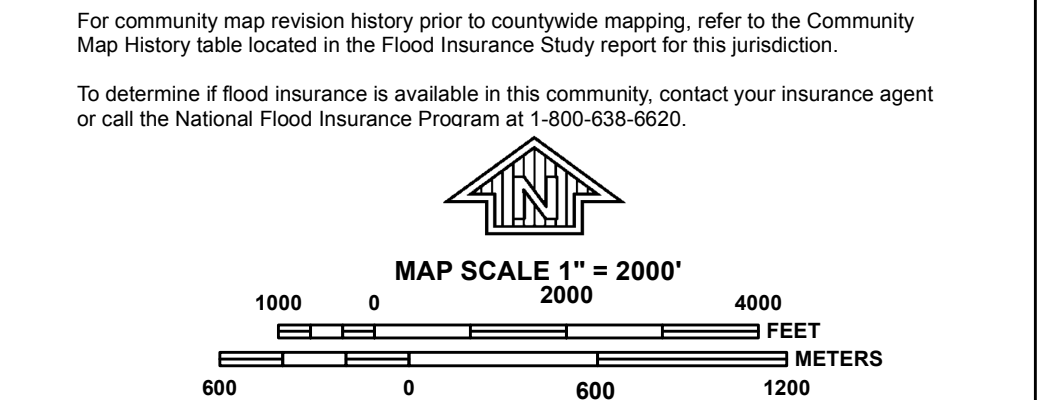 For community map revision history prior to countywide mapping, refer to the Community
Map History table located in the Flood Insurance Study report for this jurisdiction.
To determine if flood insurance is available in this community, contact your insurance agent
or call the National Flood Insurance Program at 1-800-638-6620.
N
MAP SCALE 1" = 2000'
1000 0 2000 4000
FEET
METERS
600 0 600 1200